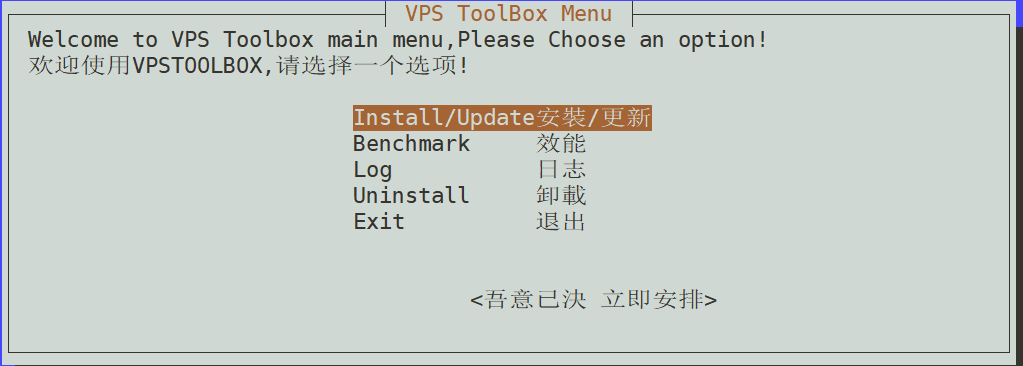 VPS ToolBox Menu
Welcome to VPS Toolbox main menu,Please Choose an option!
欢迎使用VPSTOOLBOX,请选择一个选项!
Install/Update安裝/更新
Benchmark 效能
Log 日志
Uninstall 卸載
Exit 退出
<吾意已決 立即安排>